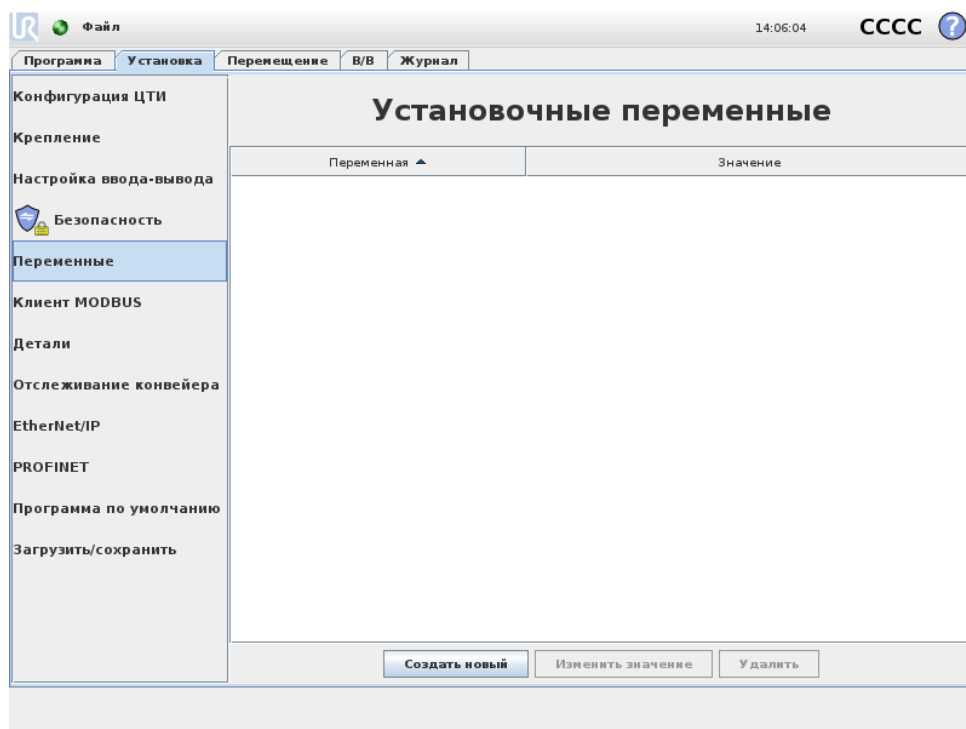 UR Файл 14:06:04 CCCC ?
Программа Установка Перемещение В/В Журнал
Конфигурация ЦТИ
Крепление
Настройка ввода-вывода
Безопасность
Переменные
Клиент MODBUS
Детали
Отслеживание конвейера
EtherNet/IP
PROFINET
Программа по умолчанию
Загрузить/сохранить
Установочные переменные
Переменная Значение
Создать новый Изменить значение Удалить